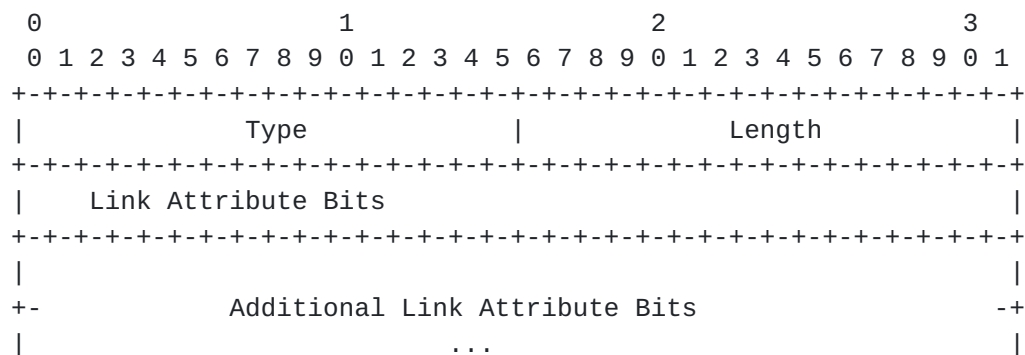 0                   1                   2                   3
 0 1 2 3 4 5 6 7 8 9 0 1 2 3 4 5 6 7 8 9 0 1 2 3 4 5 6 7 8 9 0 1
+-+-+-+-+-+-+-+-+-+-+-+-+-+-+-+-+-+-+-+-+-+-+-+-+-+-+-+-+-+-+-+-+
|              Type             |             Length            |
+-+-+-+-+-+-+-+-+-+-+-+-+-+-+-+-+-+-+-+-+-+-+-+-+-+-+-+-+-+-+-+-+
|    Link Attribute Bits                                        |
+-+-+-+-+-+-+-+-+-+-+-+-+-+-+-+-+-+-+-+-+-+-+-+-+-+-+-+-+-+-+-+-+
|                                                               |
+-            Additional Link Attribute Bits                   -+
|                            ...                                |